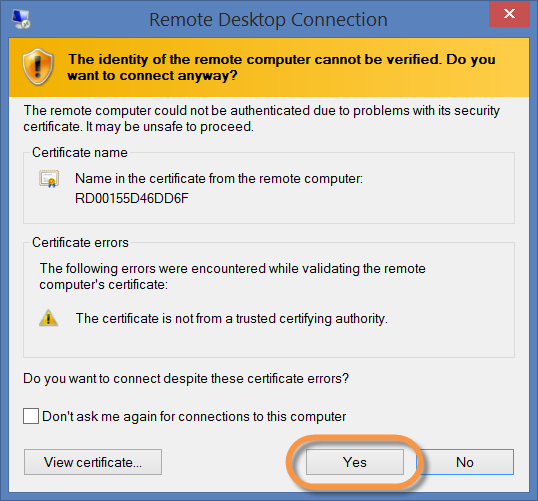 Remote Desktop Connection
The identity of the remote computer cannot be verified. Do you
want to connect anyway?
The remote computer could not be authenticated due to problems with its security
certificate. It may be unsafe to proceed.
Certificate name
Name in the certificate from the remote computer:
RD00155D46DD6F
Certificate errors
The following errors were encountered while validating the remote
computer's certificate:
The certificate is not from a trusted certifying authority.
Do you want to connect despite these certificate errors?
Don't ask me again for connections to this computer
View certificate... Yes No